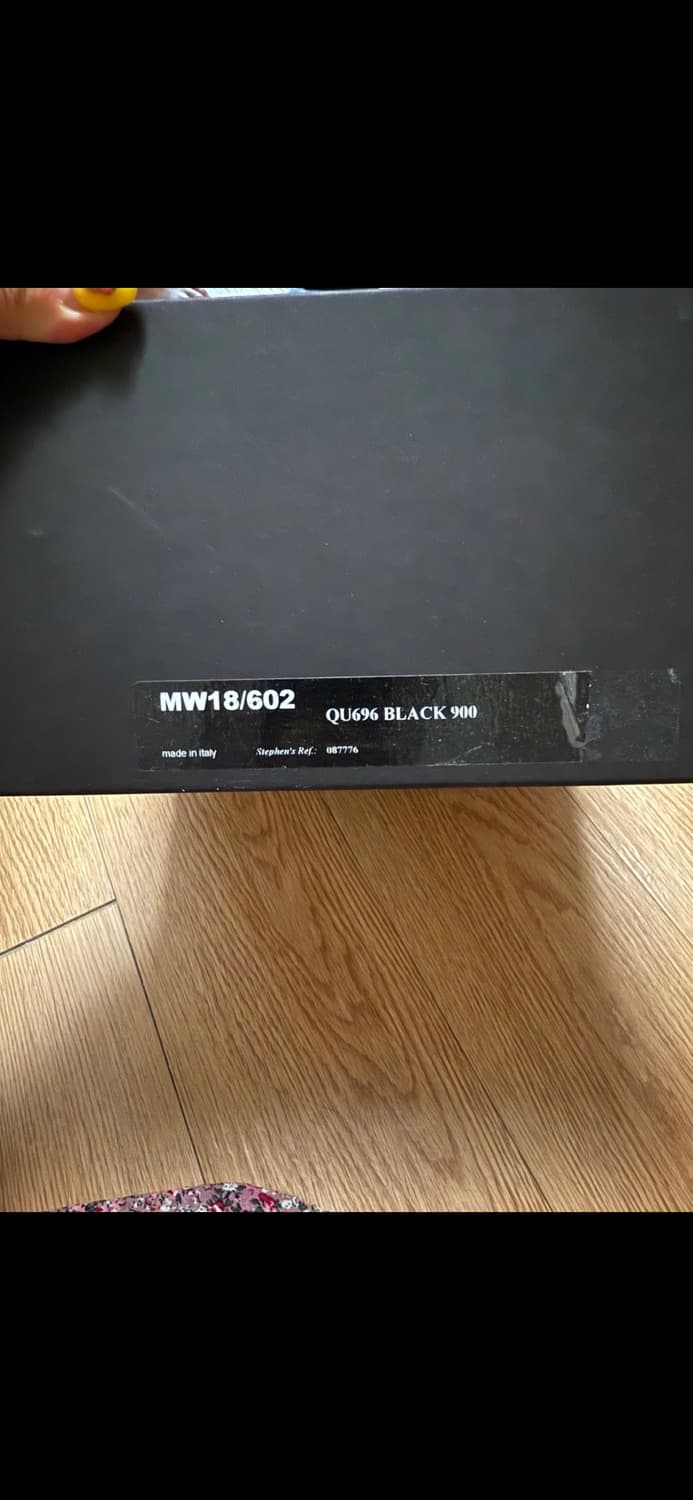 MW18/602
QU696 BLACK 900
made in italy
Stephen's Ref.: 087776